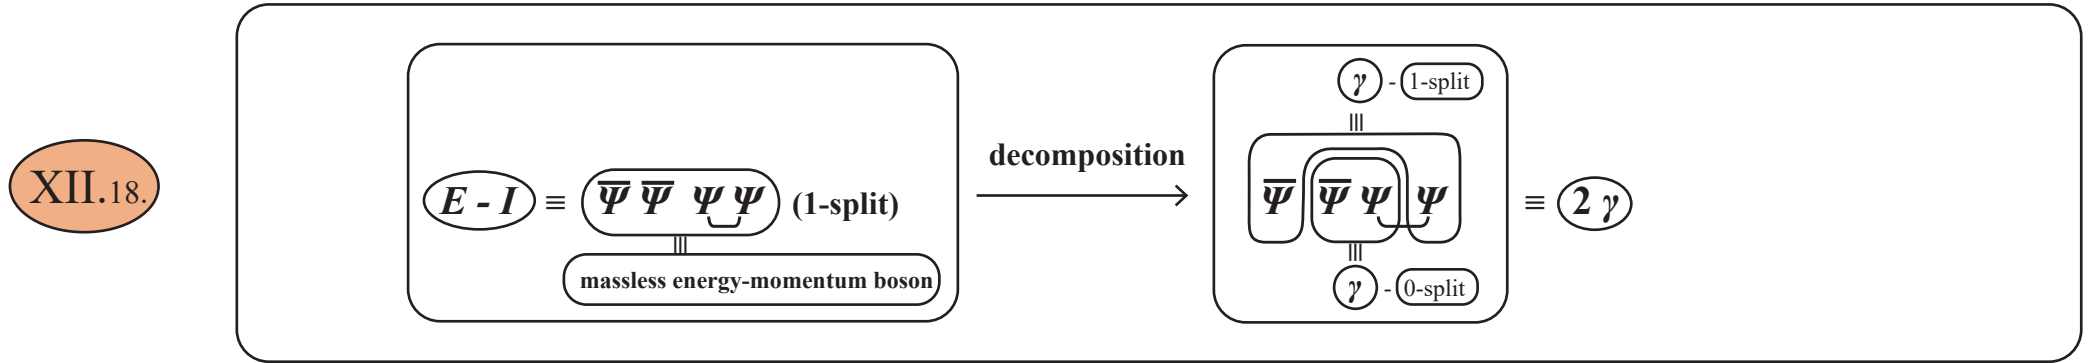 γ - 1-split
|||
decomposition
XII.18.
E - I ≡ Ψ̅ Ψ̅ Ψ Ψ (1-split)
Ψ̅ Ψ̅ Ψ Ψ ≡ 2 γ
|||
|||
massless energy-momentum boson
γ - 0-split